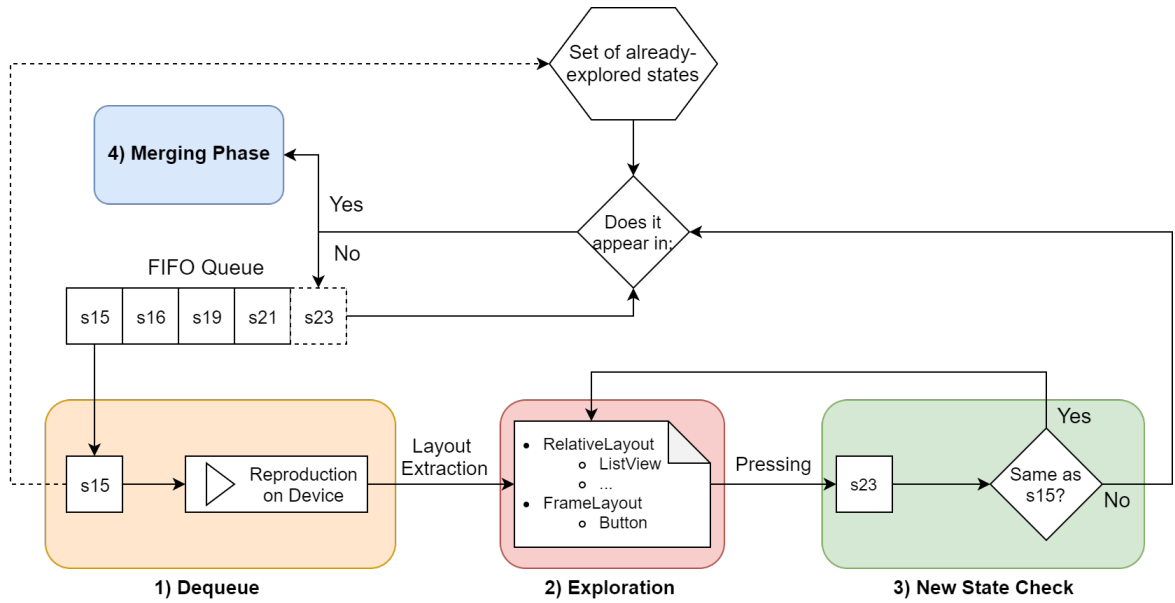 Set of already-
explored states
4) Merging Phase
Yes
Does it
appear in:
No
FIFO Queue
s15 s16 s19 s21 s23
s15
Reproduction
on Device
Layout
Extraction
RelativeLayout
ListView
...
FrameLayout
Button
Pressing
s23
Yes
Same as
s15?
No
1) Dequeue
2) Exploration
3) New State Check